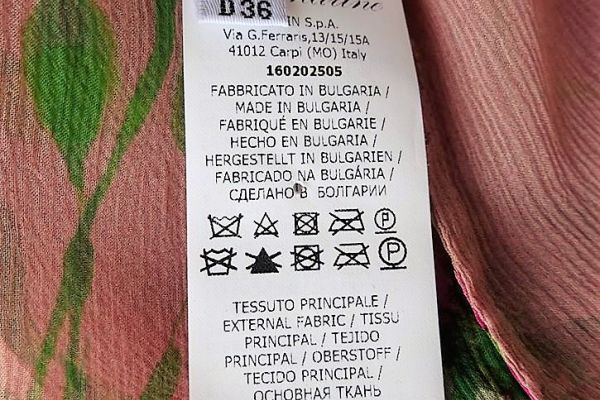 D 36
IN S.p.A.
Via G.Ferraris,13/15/15A
41012 Carpi (MO) Italy
160202505
FABBRICATO IN BULGARIA /
MADE IN BULGARIA /
FABRIQUÉ EN BULGARIE /
HECHO EN BULGARIA /
HERGESTELLT IN BULGARIEN /
FABRICADO NA BULGÁRIA /
СДЕЛАНО В БОЛГАРИИ
P
P
TESSUTO PRINCIPALE /
EXTERNAL FABRIC / TISSU
PRINCIPAL / TEJIDO
PRINCIPAL / OBERSTOFF /
TECIDO PRINCIPAL /
ОСНОВНАЯ ТКАНЬ